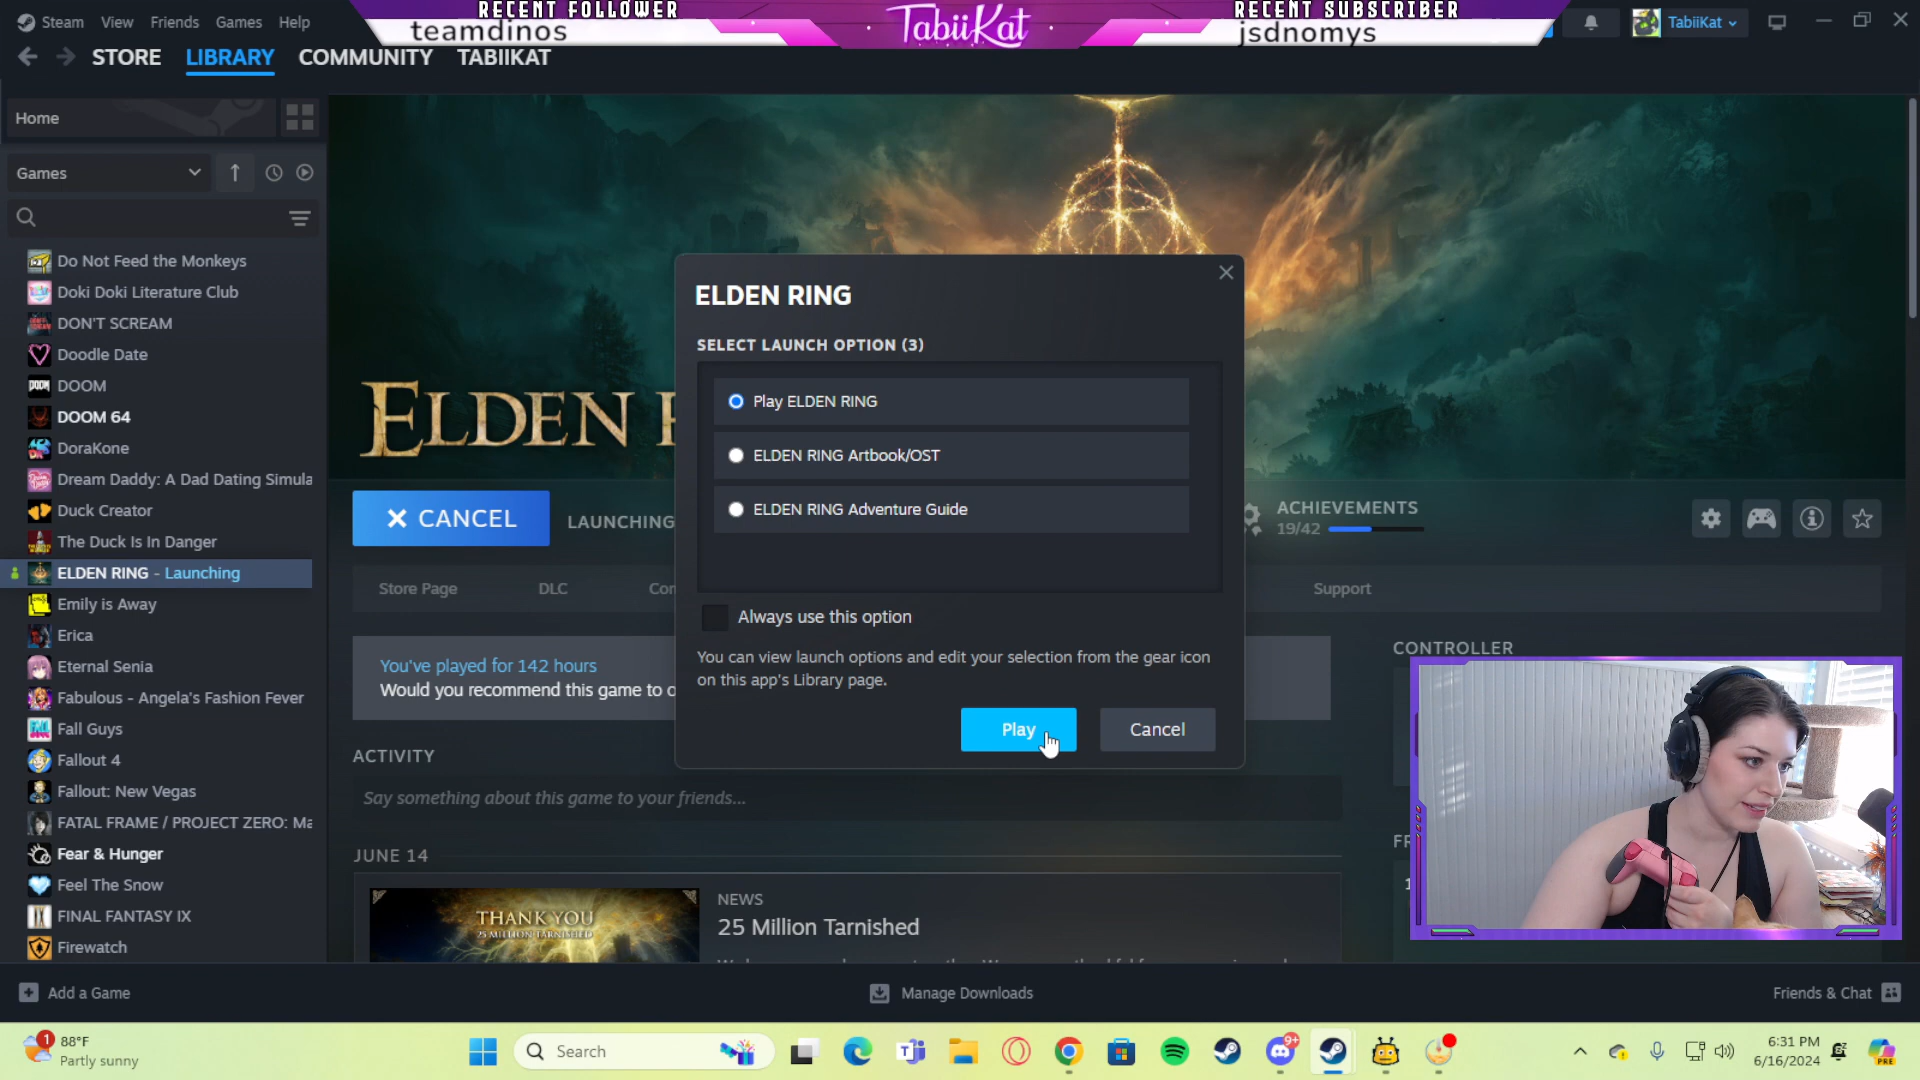 Steam View Friends Games Help
RECENT FOLLOWER
teamdinos
TabiiKat
RECENT SUBSCRIBER
jsdnomys
TabiiKat
STORE LIBRARY COMMUNITY TABIIKAT
Home
Games
Do Not Feed the Monkeys
Doki Doki Literature Club
DON'T SCREAM
Doodle Date
DOOM
DOOM 64
DoraKone
Dream Daddy: A Dad Dating Simula
Duck Creator
The Duck Is In Danger
ELDEN RING - Launching
Emily is Away
Erica
Eternal Senia
Fabulous - Angela's Fashion Fever
Fall Guys
Fallout 4
Fallout: New Vegas
FATAL FRAME / PROJECT ZERO: Ma
Fear & Hunger
Feel The Snow
FINAL FANTASY IX
Firewatch
ELDEN R
CANCEL
LAUNCHING
ACHIEVEMENTS
19/42
Store Page DLC Con Support
You've played for 142 hours
Would you recommend this game to o
ACTIVITY
Say something about this game to your friends...
JUNE 14
THANK YOU
25 MILLION TARNISHED
NEWS
25 Million Tarnished
CONTROLLER
FR
ELDEN RING
SELECT LAUNCH OPTION (3)
Play ELDEN RING
ELDEN RING Artbook/OST
ELDEN RING Adventure Guide
Always use this option
You can view launch options and edit your selection from the gear icon
on this app's Library page.
Play Cancel
Add a Game
Manage Downloads
Friends & Chat
1
88°F
Partly sunny
Search
9+
6:31 PM
6/16/2024
PRE